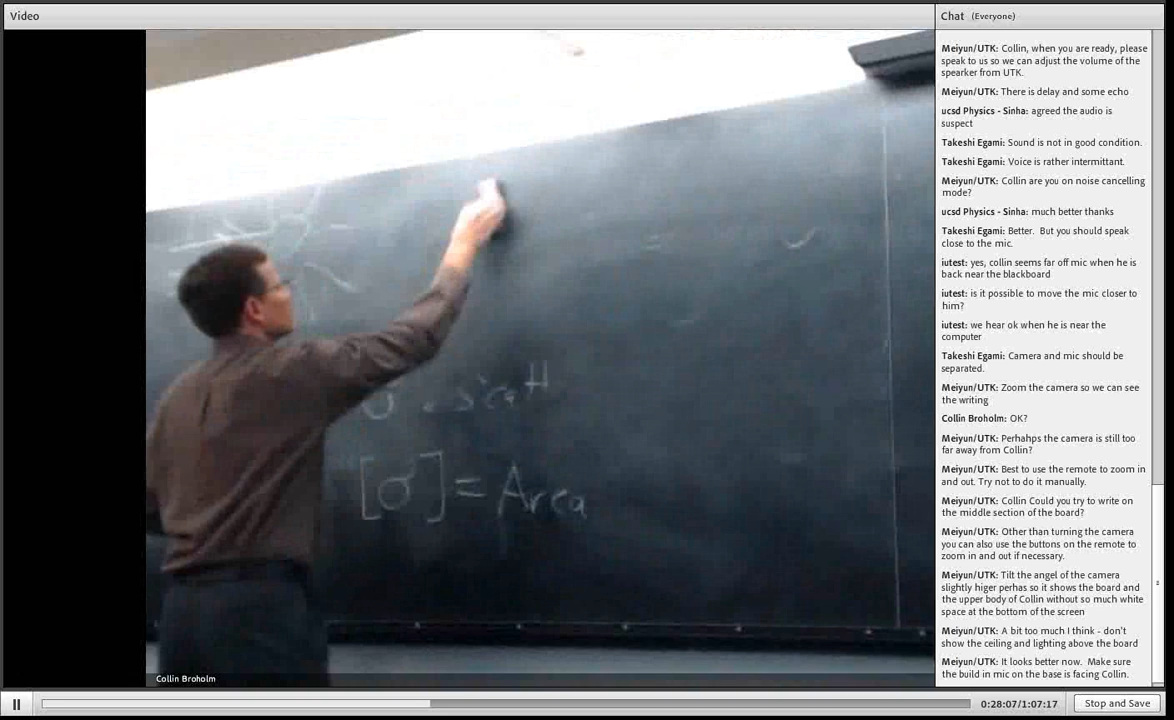 Video
Chat (Everyone)
Meiyun/UTK: Collin, when you are ready, please
speak to us so we can adjust the volume of the
spearker from UTK.
Meiyun/UTK: There is delay and some echo
ucsd Physics - Sinha: agreed the audio is
suspect
Takeshi Egami: Sound is not in good condition.
Takeshi Egami: Voice is rather intermittant.
Meiyun/UTK: Collin are you on noise cancelling
mode?
ucsd Physics - Sinha: much better thanks
Takeshi Egami: Better. But you should speak
close to the mic.
iutest: yes, collin seems far off mic when he is
back near the blackboard
iutest: is it possible to move the mic closer to
him?
iutest: we hear ok when he is near the
computer
Takeshi Egami: Camera and mic should be
separated.
Meiyun/UTK: Zoom the camera so we can see
the writing
Collin Broholm: OK?
Meiyun/UTK: Perhahps the camera is still too
far away from Collin?
Meiyun/UTK: Best to use the remote to zoom in
and out. Try not to do it manually.
Meiyun/UTK: Collin Could you try to write on
the middle section of the board?
Meiyun/UTK: Other than turning the camera
you can also use the buttons on the remote to
zoom in and out if necessary.
Meiyun/UTK: Tilt the angel of the camera
slightly higer perhas so it shows the board and
the upper body of Collin without so much white
space at the bottom of the screen
Meiyun/UTK: A bit too much I think - don't
show the ceiling and lighting above the board
Meiyun/UTK: It looks better now. Make sure
the build in mic on the base is facing Collin.
[σ] = Area
Collin Broholm
0:28:07/1:07:17
Stop and Save